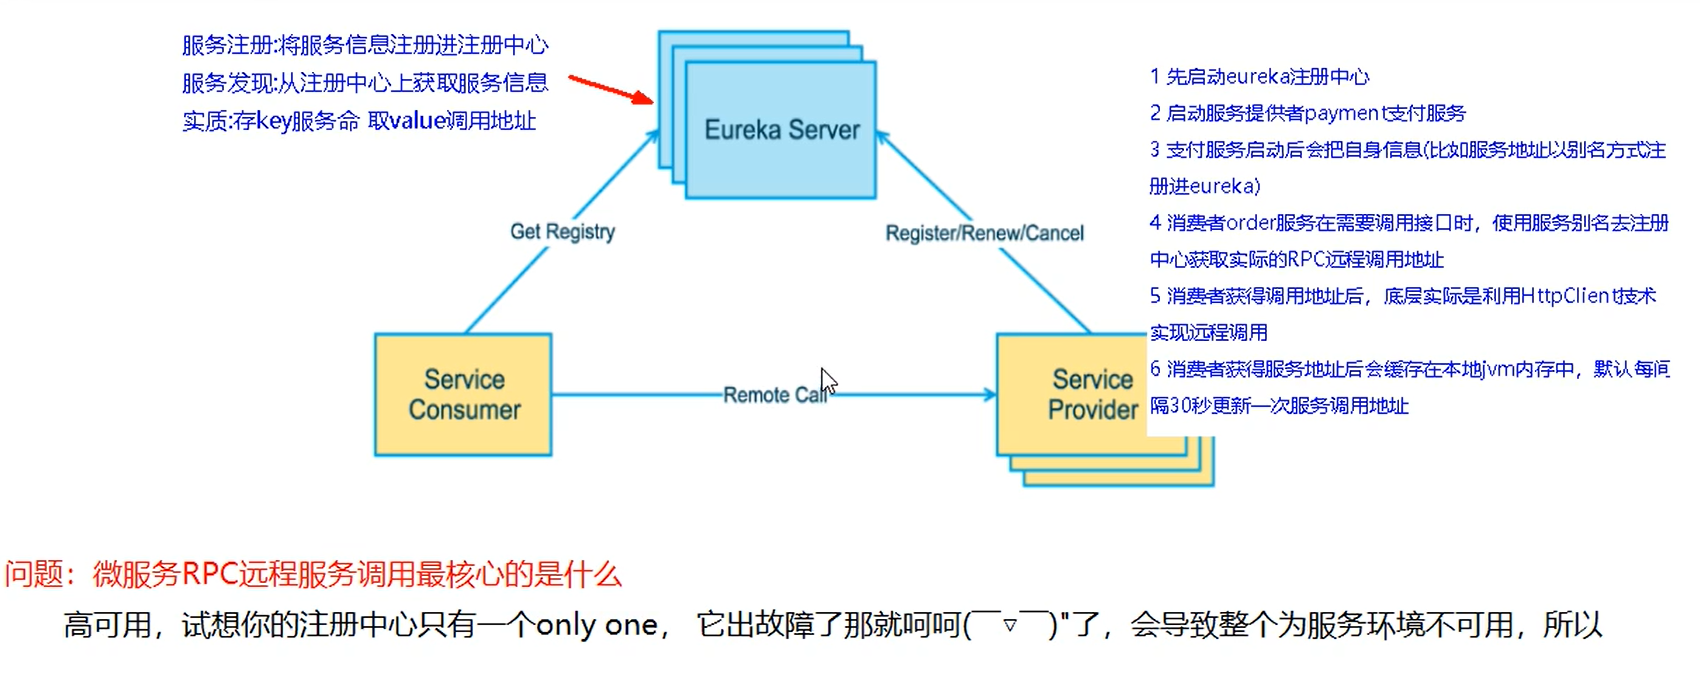 服务注册:将服务信息注册进注册中心
服务发现:从注册中心上获取服务信息
实质:存key服务命 取value调用地址
Eureka Server
Get Registry
Register/Renew/Cancel
Service
Consumer
Remote Call
Service
Provider
1 先启动eureka注册中心
2 启动服务提供者payment支付服务
3 支付服务启动后会把自身信息(比如服务地址以别名方式注
册进eureka)
4 消费者order服务在需要调用接口时，使用服务别名去注册
中心获取实际的RPC远程调用地址
5 消费者获得调用地址后，底层实际是利用HttpClient技术
实现远程调用
6 消费者获得服务地址后会缓存在本地jvm内存中，默认每间
隔30秒更新一次服务调用地址
问题：微服务RPC远程服务调用最核心的是什么
高可用，试想你的注册中心只有一个only one， 它出故障了那就呵呵(￣▽￣)"了，会导致整个为服务环境不可用，所以